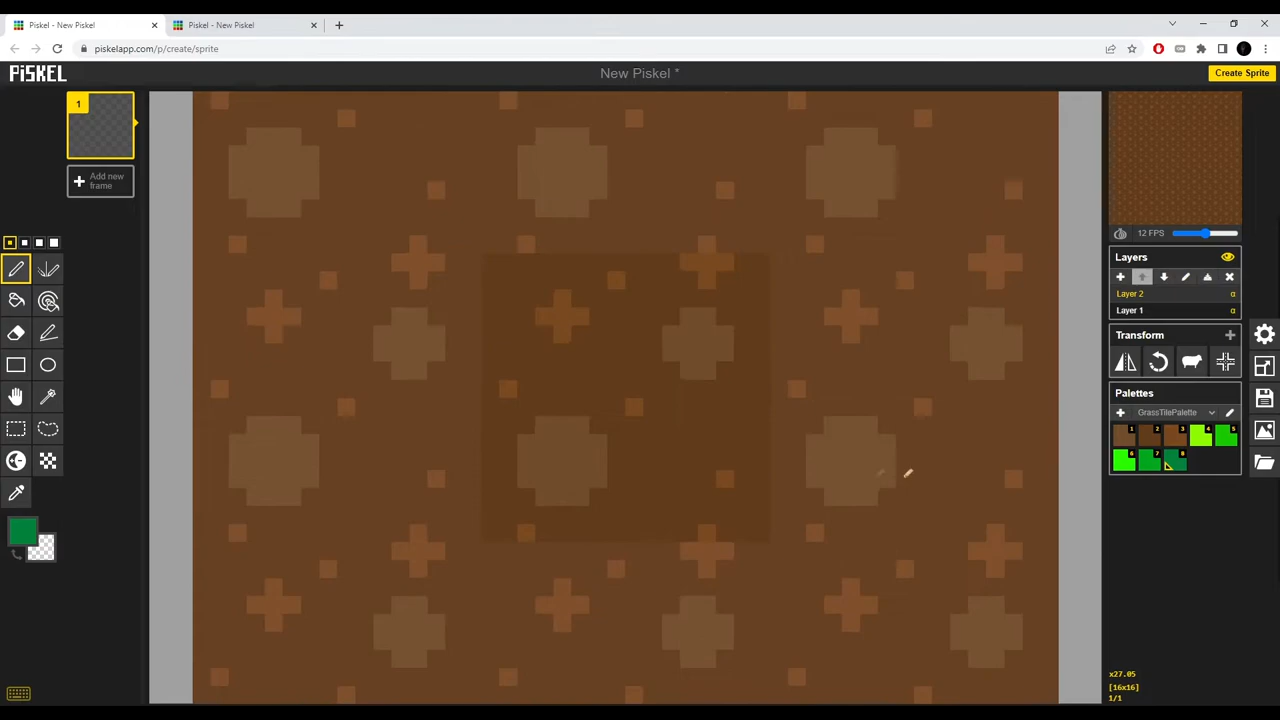 Piskel - New Piskel
Piskel - New Piskel
piskelapp.com/p/create/sprite
PiSKEL
New Piskel *
Create Sprite
1
Add new
frame
12 FPS
Layers
Layer 2
α
Layer 1
α
Transform
Palettes
GrassTilePalette
1
2
3
4
5
6
7
8
x27.05
[16x16]
1/1